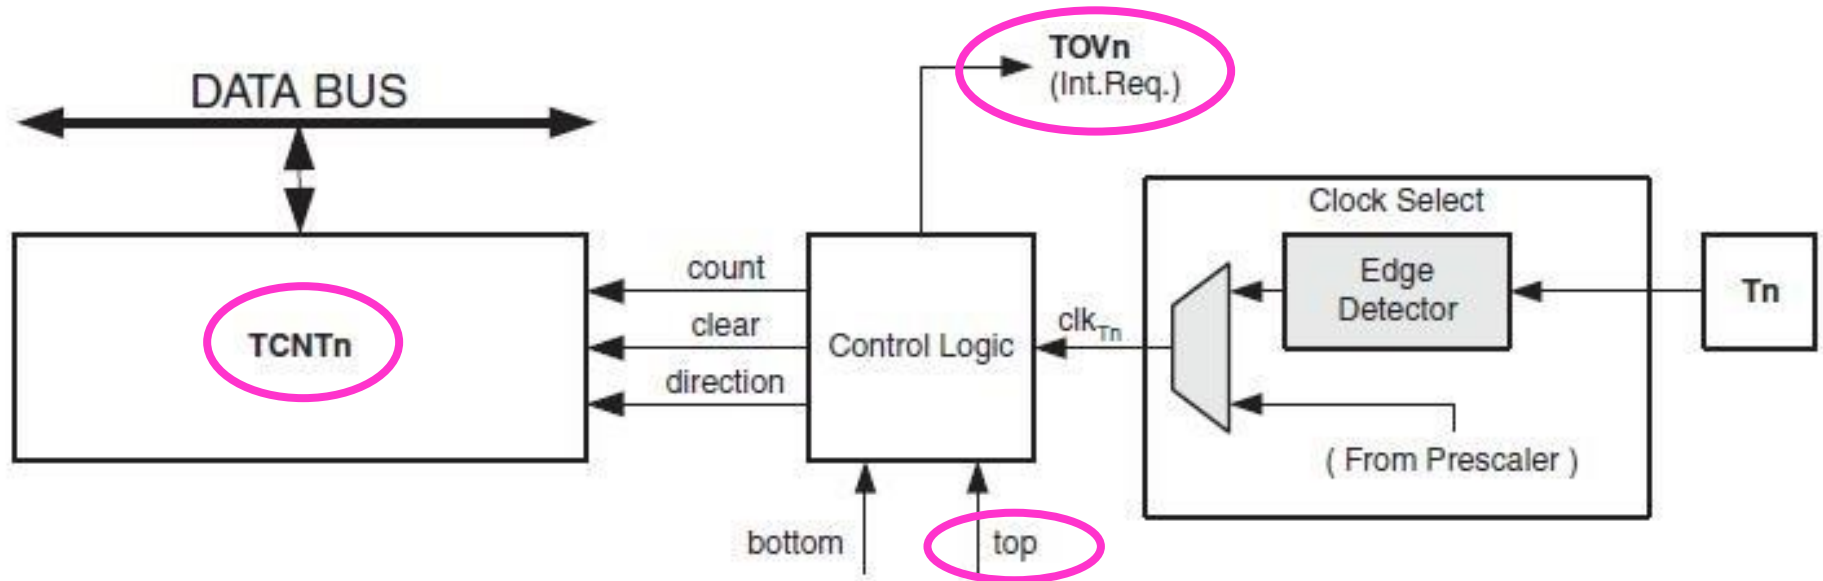 TOVn
(Int.Req.)
DATA BUS
Clock Select
Edge
Detector
Tn
count
clear
direction
TCNTn
Control Logic
clkTn
( From Prescaler )
bottom
top